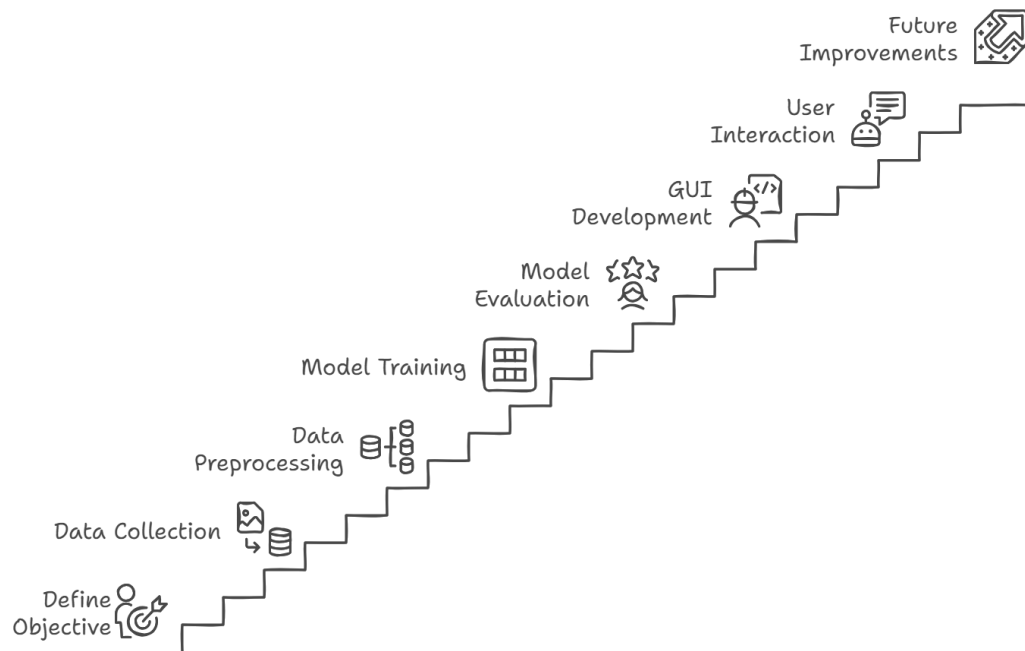 Future
Improvements
User
Interaction
GUI
Development
</>
Model
Evaluation
Model Training
Data
Preprocessing
Data Collection
Define
Objective